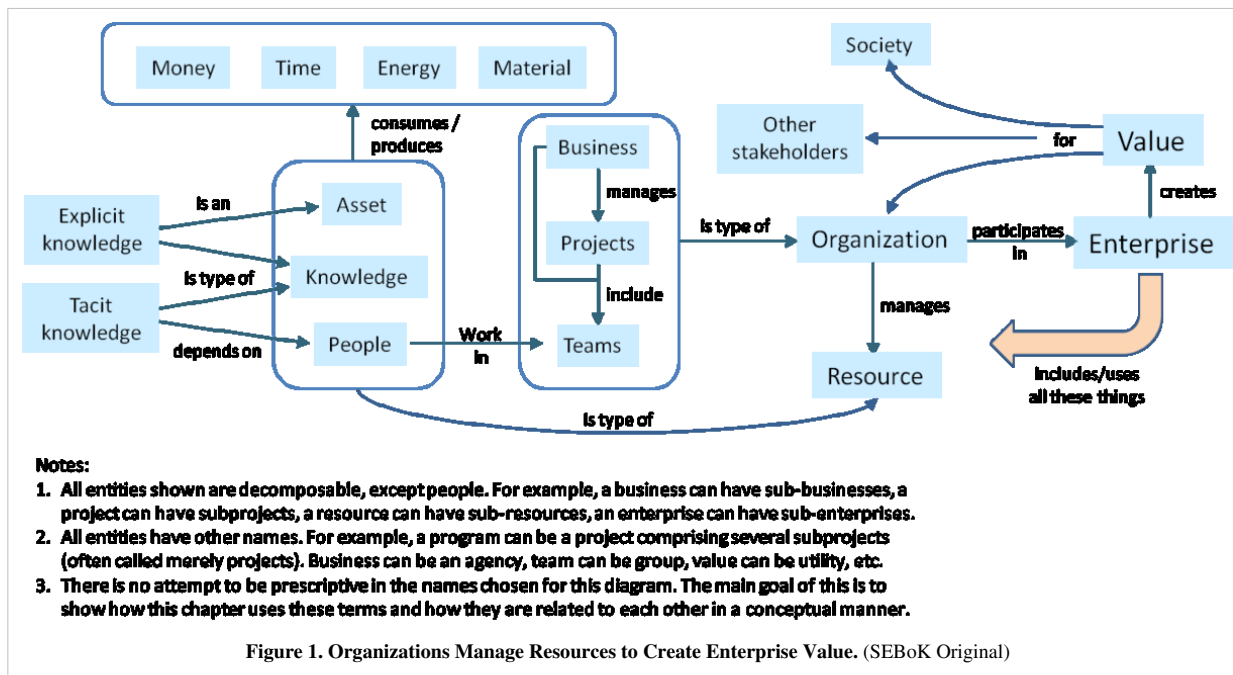 Money
Time
Energy
Material
Society
consumes /
produces
Business
Other
stakeholders
for
Value
manages
creates
Explicit
knowledge
is an
Asset
Projects
is type of
Organization
participates
in
Enterprise
is type of
Knowledge
include
manages
Tacit
knowledge
depends on
People
Work
in
Teams
Resource
Includes/uses
all these things
is type of
Notes:
1. All entities shown are decomposable, except people. For example, a business can have sub-businesses, a
project can have subprojects, a resource can have sub-resources, an enterprise can have sub-enterprises.
2. All entities have other names. For example, a program can be a project comprising several subprojects
(often called merely projects). Business can be an agency, team can be group, value can be utility, etc.
3. There is no attempt to be prescriptive in the names chosen for this diagram. The main goal of this is to
show how this chapter uses these terms and how they are related to each other in a conceptual manner.
Figure 1. Organizations Manage Resources to Create Enterprise Value. (SEBoK Original)